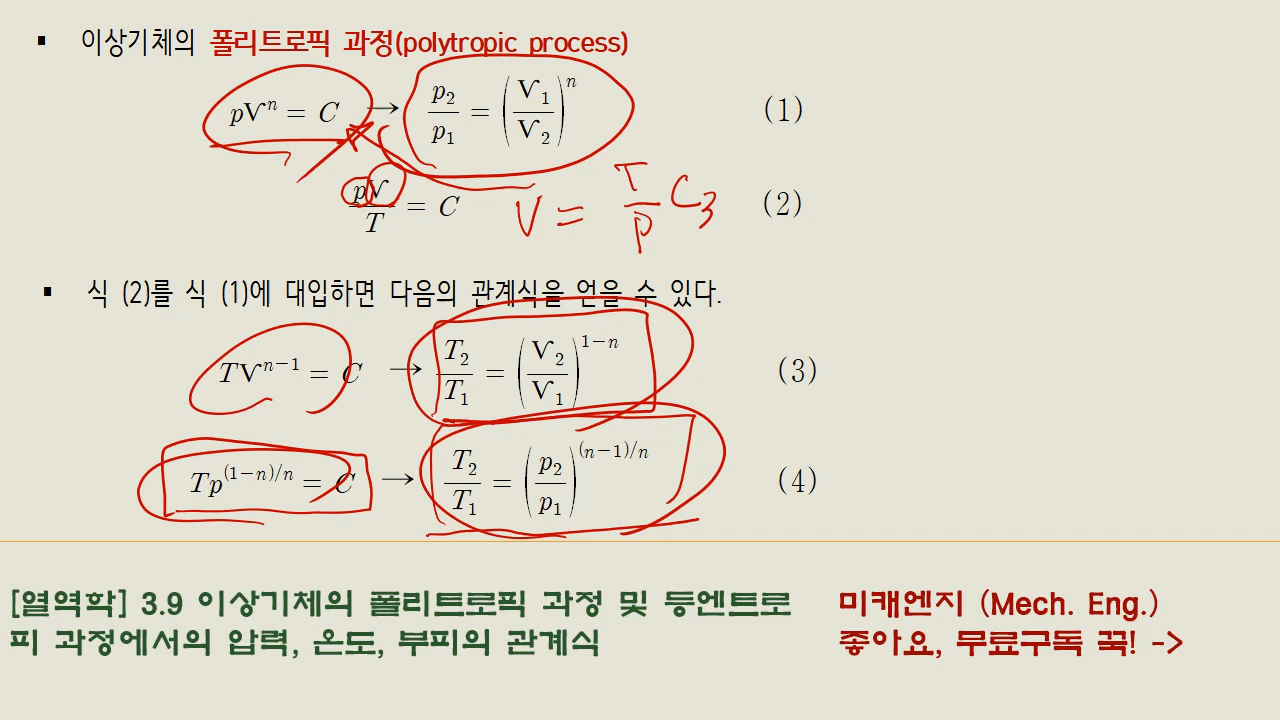 ▪ 이상기체의 폴리트로픽 과정(polytropic process)
pVⁿ = C → p₂/p₁ = (V₁/V₂)ⁿ (1)
pV/T = C V = T/p C₃ (2)
▪ 식 (2)를 식 (1)에 대입하면 다음의 관계식을 얻을 수 있다.
TVⁿ⁻¹ = C → T₂/T₁ = (V₂/V₁)¹⁻ⁿ (3)
Tp^(1-n)/n = C → T₂/T₁ = (p₂/p₁)^(n-1)/n (4)
[열역학] 3.9 이상기체의 폴리트로픽 과정 및 등엔트로
피 과정에서의 압력, 온도, 부피의 관계식
미캐엔지 (Mech. Eng.)
좋아요, 무료구독 꾹! ->